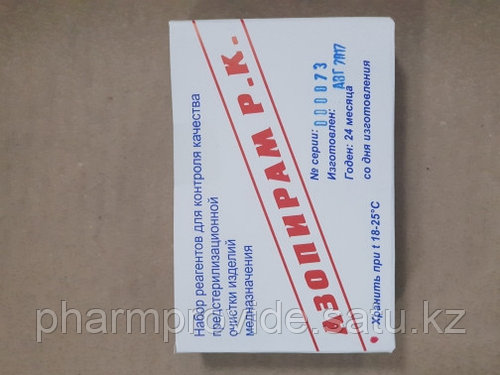 Набор реагентов для контроля качества
предстерилизационной
очистки изделий
медназначения
АЗОПИРАМ Р.К.
№ серии: 000073
Изготовлен: АВГ 2017
Годен: 24 месяца
со дня изготовления
Хранить при t 18-25°С
pharmprovide.satu.kz